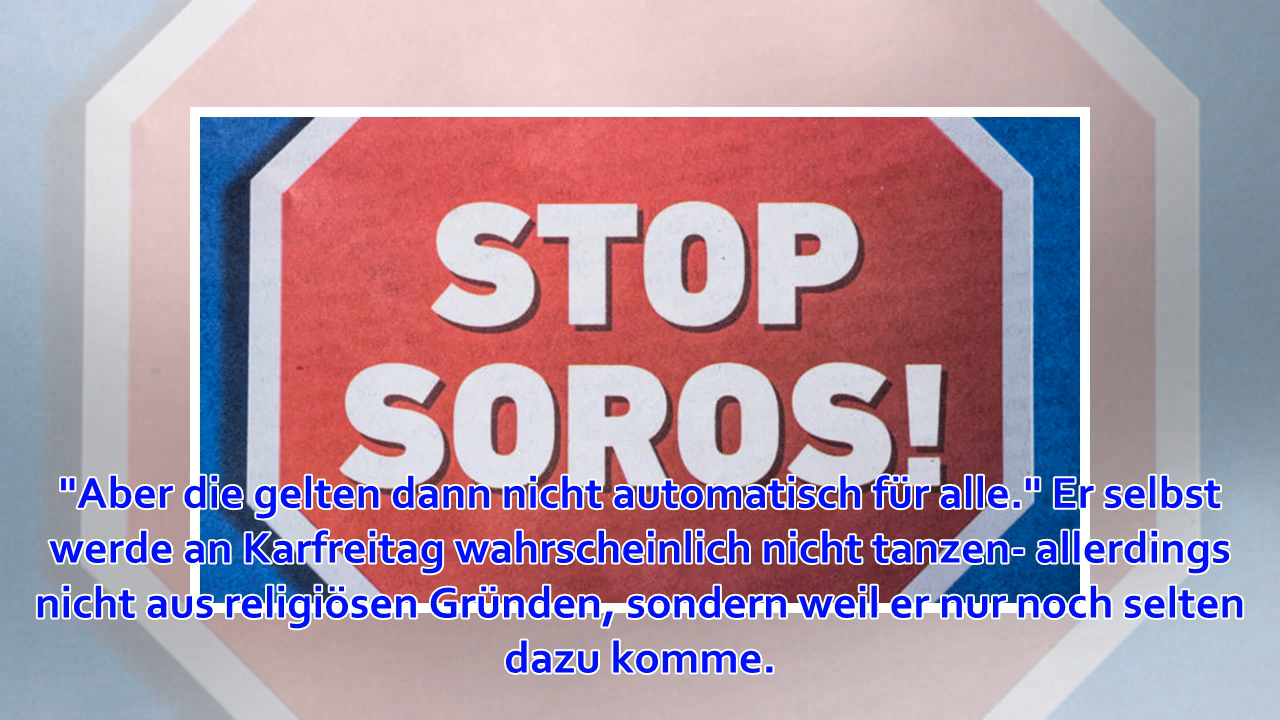 STOP
SOROS!
"Aber die gelten dann nicht automatisch für alle." Er selbst
werde an Karfreitag wahrscheinlich nicht tanzen- allerdings
nicht aus religiösen Gründen, sondern weil er nur noch selten
dazu komme.